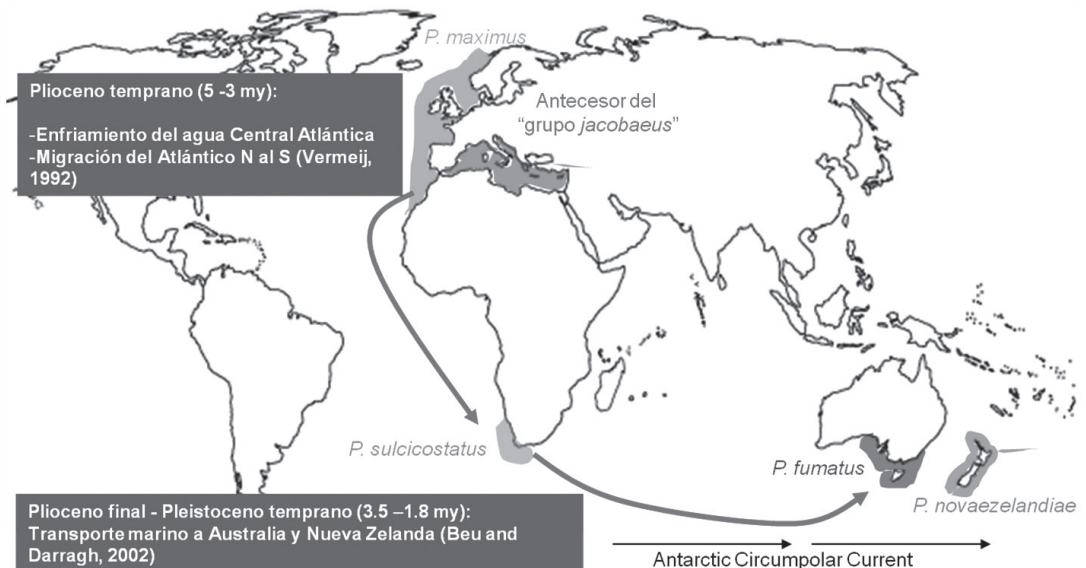 P. maximus
Plioceno temprano (5 -3 my):
-Enfriamiento del agua Central Atlántica
-Migración del Atlántico N al S (Vermeij,
1992)
Antecesor del
“grupo jacobaeus”
P. sulcicostatus
P. fumatus
P. novaezelandiae
Plioceno final - Pleistoceno temprano (3.5 –1.8 my):
Transporte marino a Australia y Nueva Zelanda (Beu and
Darragh, 2002)
Antarctic Circumpolar Current